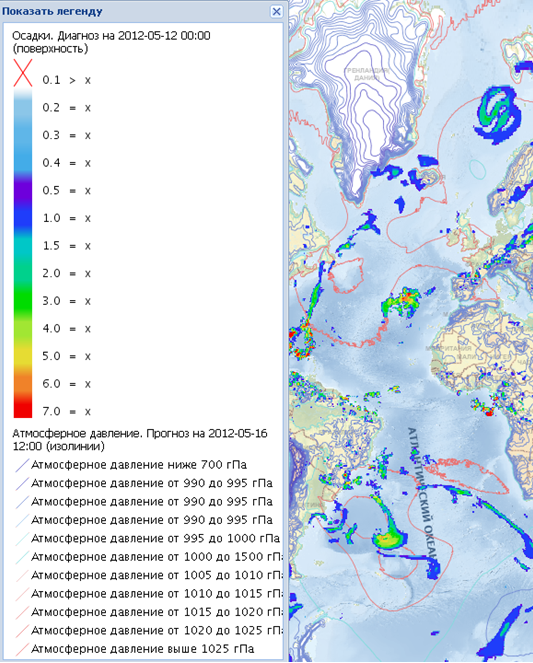 Показать легенду
Осадки. Диагноз на 2012-05-12 00:00
(поверхность)
0.1 > x
0.2 = x
0.3 = x
0.4 = x
0.5 = x
1.0 = x
1.5 = x
2.0 = x
3.0 = x
4.0 = x
5.0 = x
6.0 = x
7.0 = x
Атмосферное давление. Прогноз на 2012-05-16
12:00 (изолинии)
Атмосферное давление ниже 700 гПа
Атмосферное давление от 990 до 995 гПа
Атмосферное давление от 990 до 995 гПа
Атмосферное давление от 990 до 995 гПа
Атмосферное давление от 995 до 1000 гПа
Атмосферное давление от 1000 до 1500 гПа
Атмосферное давление от 1005 до 1010 гПа
Атмосферное давление от 1010 до 1015 гПа
Атмосферное давление от 1015 до 1020 гПа
Атмосферное давление от 1020 до 1025 гПа
Атмосферное давление выше 1025 гПа
ГРЕНЛАНДИЯ
ДАНИЯ
МАЛИ
АТЛАНТИЧЕСКИЙ ОКЕАН